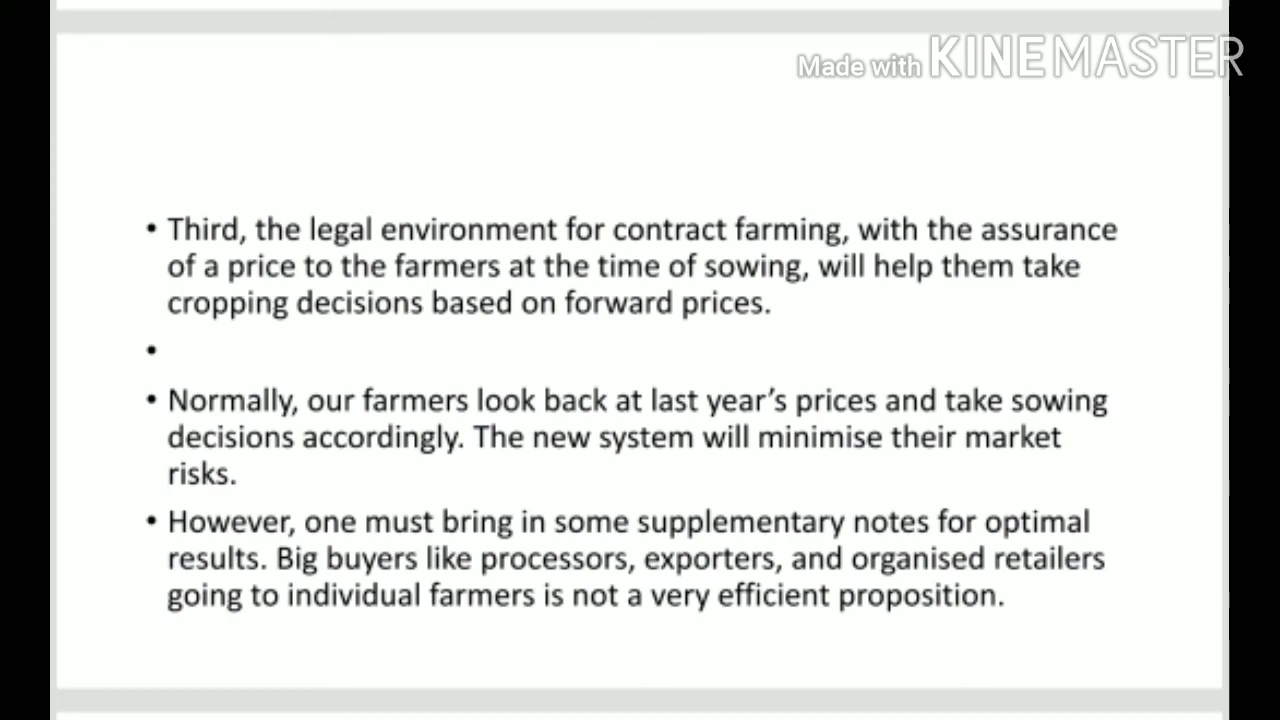 Made with KINEMASTER
• Third, the legal environment for contract farming, with the assurance
of a price to the farmers at the time of sowing, will help them take
cropping decisions based on forward prices.
•
• Normally, our farmers look back at last year’s prices and take sowing
decisions accordingly. The new system will minimise their market
risks.
• However, one must bring in some supplementary notes for optimal
results. Big buyers like processors, exporters, and organised retailers
going to individual farmers is not a very efficient proposition.